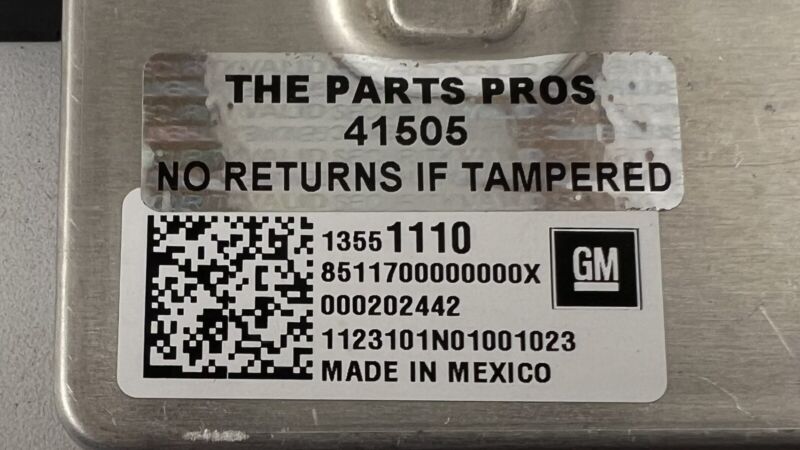 THE PARTS PROS
41505
NO RETURNS IF TAMPERED
13551110
GM
8511700000000X
000202442
1123101N01001023
MADE IN MEXICO